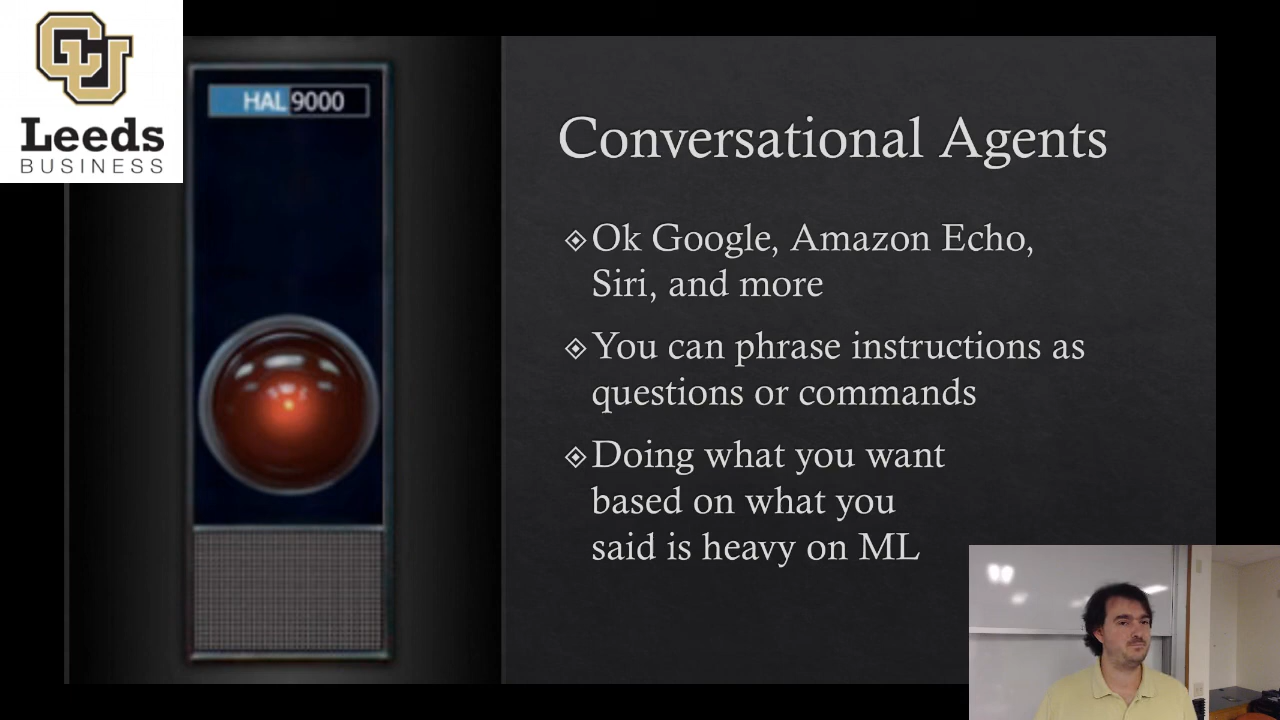 CU
Leeds
BUSINESS
HAL 9000
Conversational Agents
Ok Google, Amazon Echo,
Siri, and more
You can phrase instructions as
questions or commands
Doing what you want
based on what you
said is heavy on ML